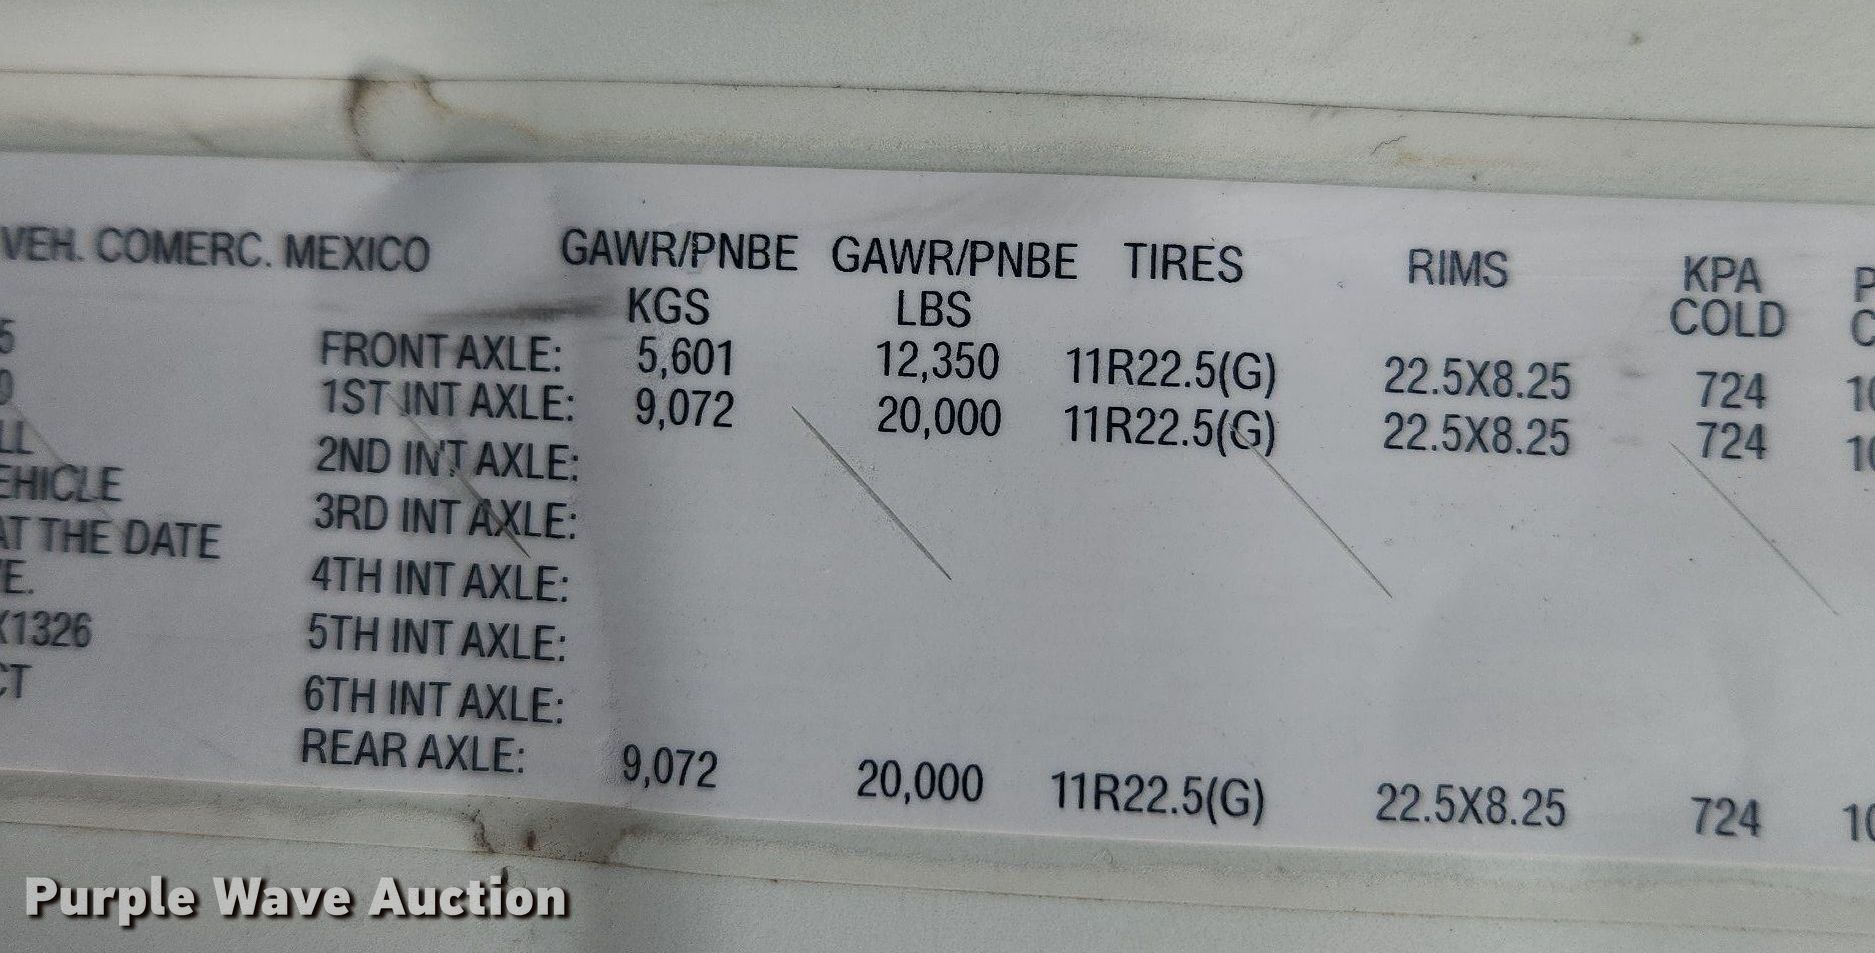 VEH. COMERC. MEXICO GAWR/PNBE GAWR/PNBE TIRES RIMS KPA
KGS LBS COLD
5 FRONT AXLE: 5,601 12,350 11R22.5(G) 22.5X8.25 724 10
1ST INT AXLE: 9,072 20,000 11R22.5(G) 22.5X8.25 724 10
LL 2ND INT AXLE:
EHICLE 3RD INT AXLE:
AT THE DATE 4TH INT AXLE:
E. 5TH INT AXLE:
X1326 6TH INT AXLE:
CT REAR AXLE: 9,072 20,000 11R22.5(G) 22.5X8.25 724 10
Purple Wave Auction